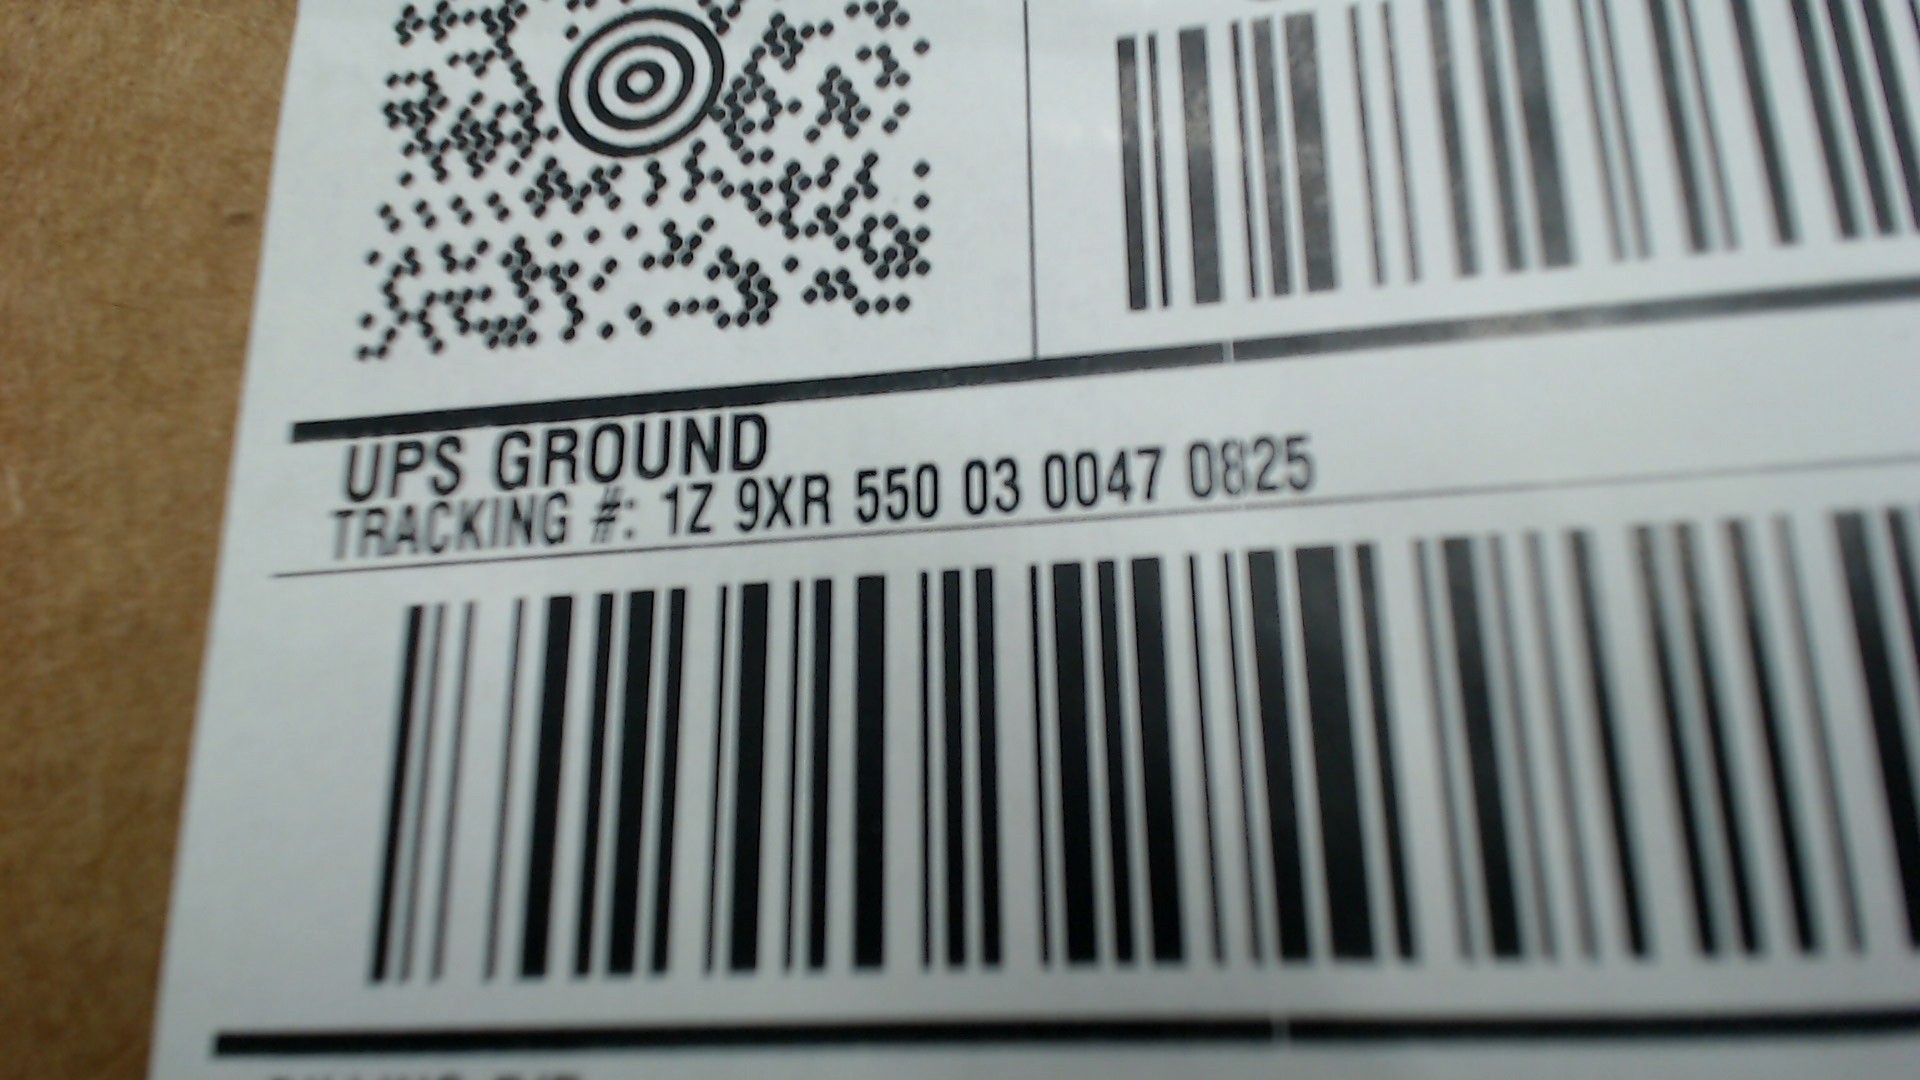 UPS GROUND
TRACKING #: 1Z 9XR 550 03 0047 0825